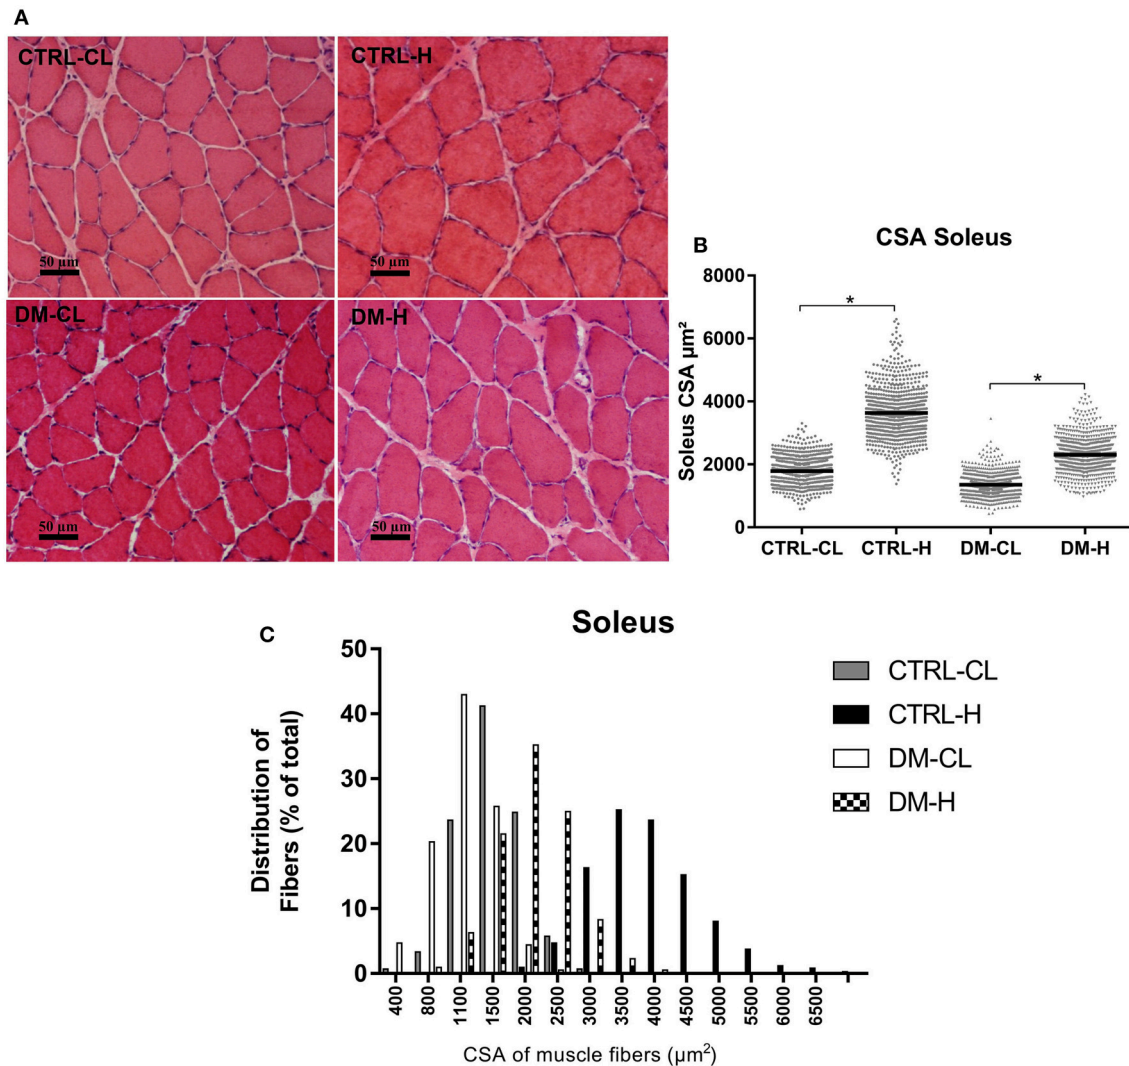 A
CTRL-CL
CTRL-H
50 µm
50 µm
DM-CL
DM-H
50 µm
50 µm
B
CSA Soleus
Soleus CSA µm²
8000
6000
4000
2000
0
*
*
CTRL-CL
CTRL-H
DM-CL
DM-H
C
Soleus
Distribution of
Fibers (% of total)
50
40
30
20
10
0
400
800
1100
1500
2000
2500
3000
3500
4000
4500
5000
5500
6000
6500
CSA of muscle fibers (µm²)
CTRL-CL
CTRL-H
DM-CL
DM-H